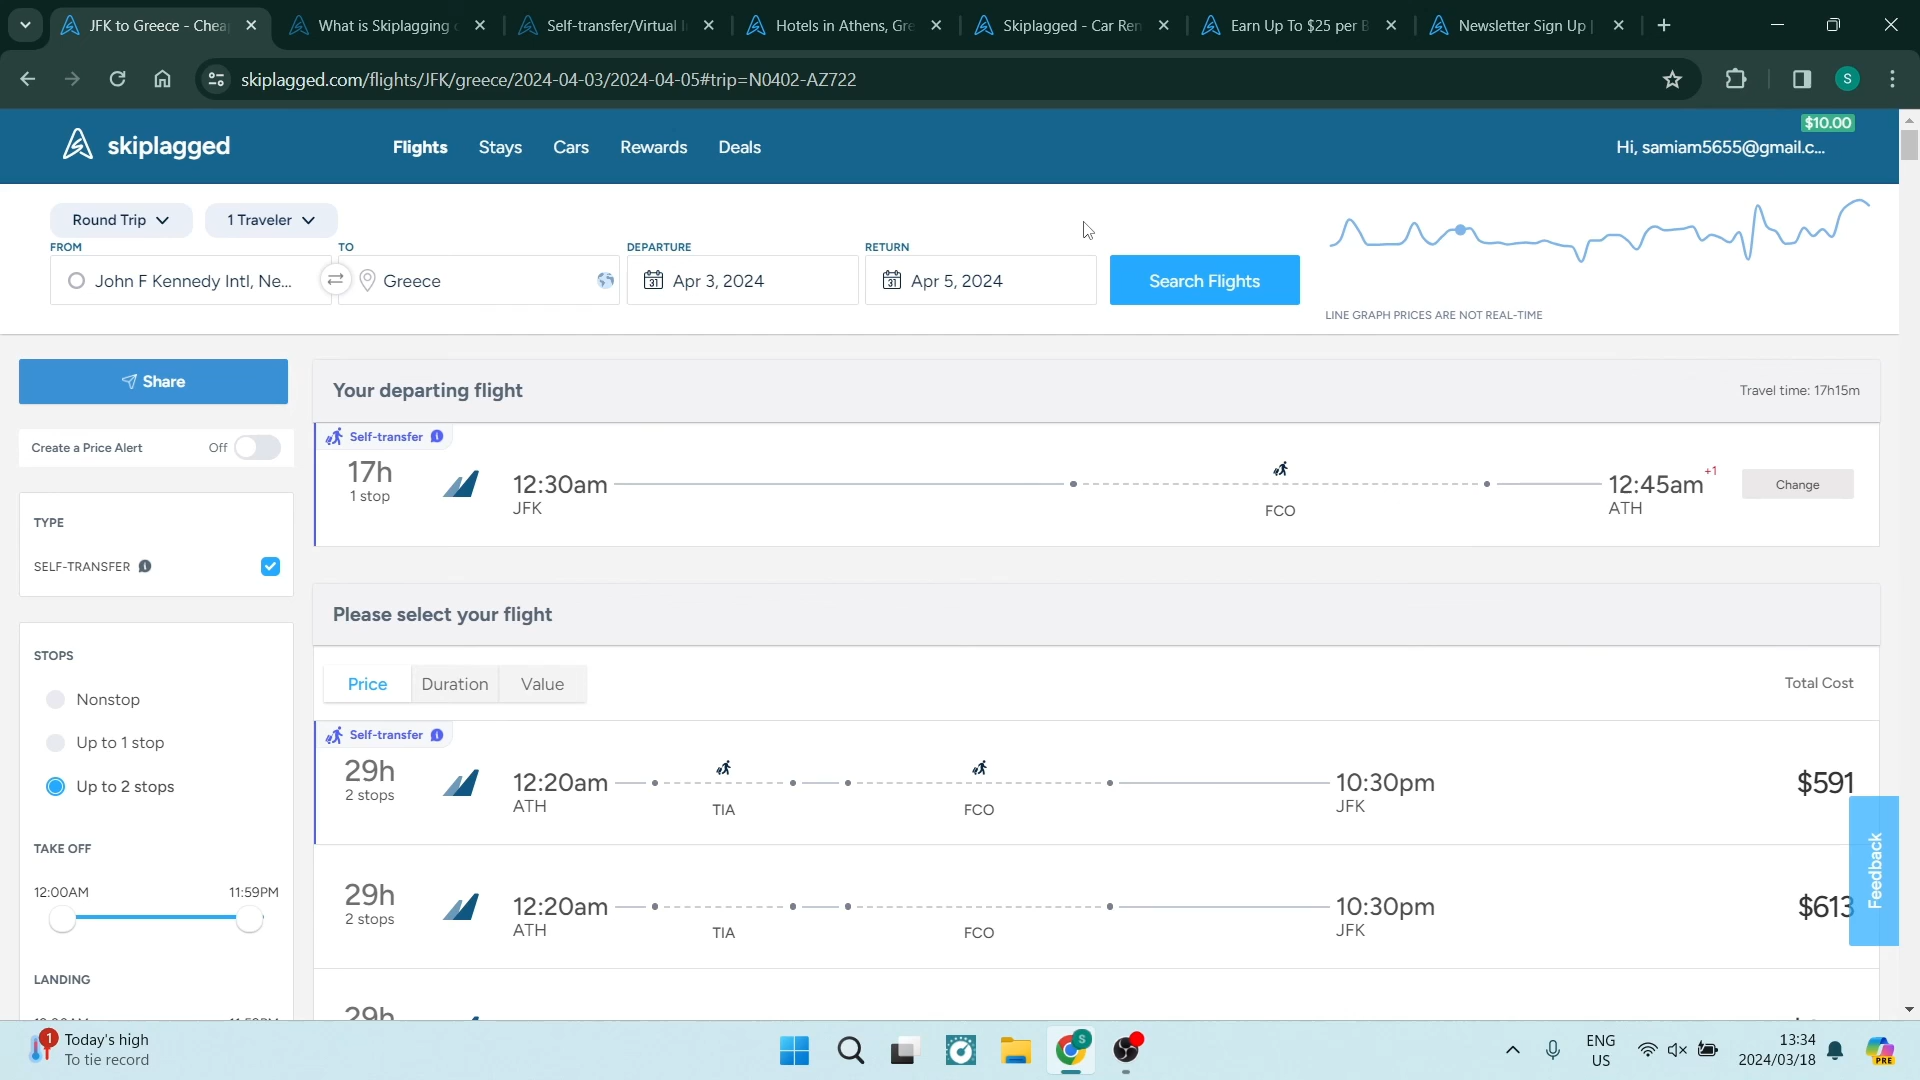 JFK to Greece - Chea
What is Skiplagging
Self-transfer/Virtual I
Hotels in Athens, Gre
Skiplagged - Car Ren
Earn Up To $25 per B
Newsletter Sign Up |
skiplagged.com/flights/JFK/greece/2024-04-03/2024-04-05#trip=N0402-AZ722
S
skiplagged
Flights
Stays
Cars
Rewards
Deals
$10.00
Hi, samiam5655@gmail.c...
Round Trip
1 Traveler
FROM
TO
DEPARTURE
RETURN
John F Kennedy Intl, Ne...
Greece
31 Apr 3, 2024
31 Apr 5, 2024
Search Flights
LINE GRAPH PRICES ARE NOT REAL-TIME
Share
Create a Price Alert
Off
TYPE
SELF-TRANSFER
STOPS
Nonstop
Up to 1 stop
Up to 2 stops
TAKE OFF
12:00AM
11:59PM
LANDING
Your departing flight
Travel time: 17h15m
Self-transfer
17h
1 stop
12:30am
JFK
FCO
12:45am
+1
ATH
Change
Please select your flight
Price
Duration
Value
Total Cost
Self-transfer
29h
2 stops
12:20am
ATH
TIA
FCO
10:30pm
JFK
$591
29h
2 stops
12:20am
ATH
TIA
FCO
10:30pm
JFK
$613
29h
Feedback
1
Today's high
To tie record
S
ENG
US
13:34
2024/03/18
PRE